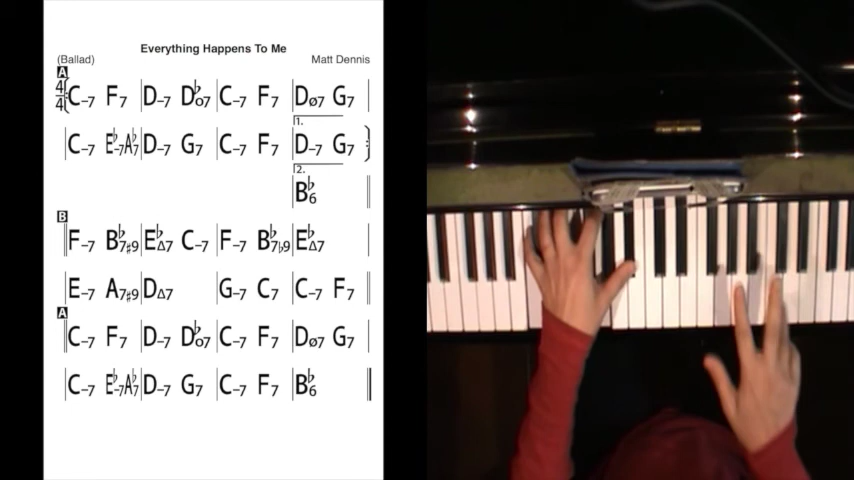 Everything Happens To Me
(Ballad) Matt Dennis
A
4/4 C–7 F7 | D–7 D♭o7 | C–7 F7 | Dø7 G7 |
1.
| C–7 E♭–7 A♭7 | D–7 G7 | C–7 F7 | D–7 G7 :
2.
| B♭6 ||
B
|| F–7 B♭7♯9 | E♭Δ7 C–7 | F–7 B♭7♭9 | E♭Δ7 |
| E–7 A7♯9 | DΔ7 | G–7 C7 | C–7 F7 ||
A
|| C–7 F7 | D–7 D♭o7 | C–7 F7 | Dø7 G7 |
| C–7 E♭–7 A♭7 | D–7 G7 | C–7 F7 | B♭6 ||